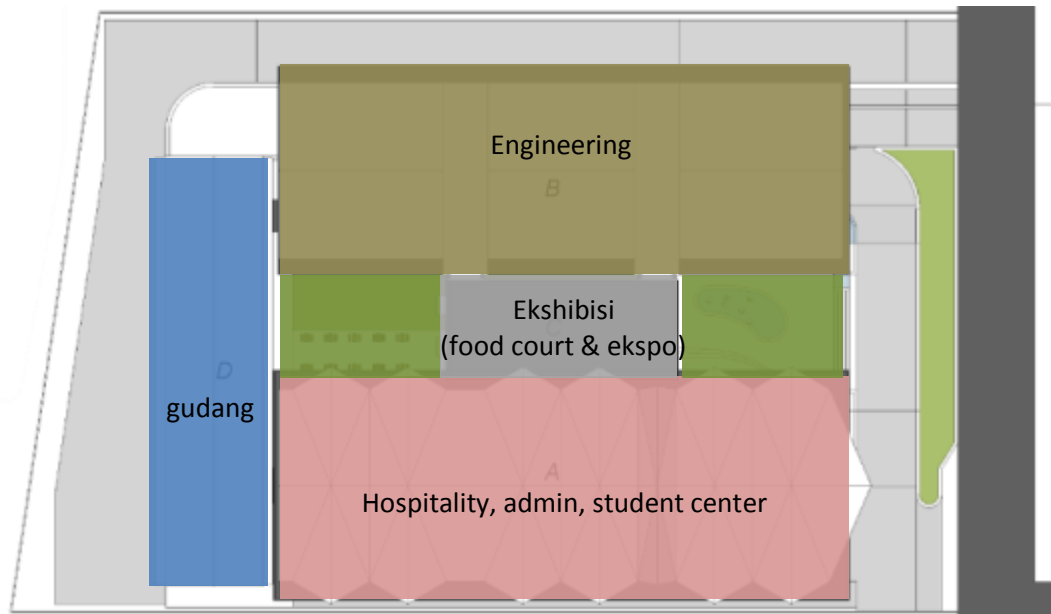 Engineering
B
Ekshibisi
(food court & ekspo)
D
gudang
A
Hospitality, admin, student center